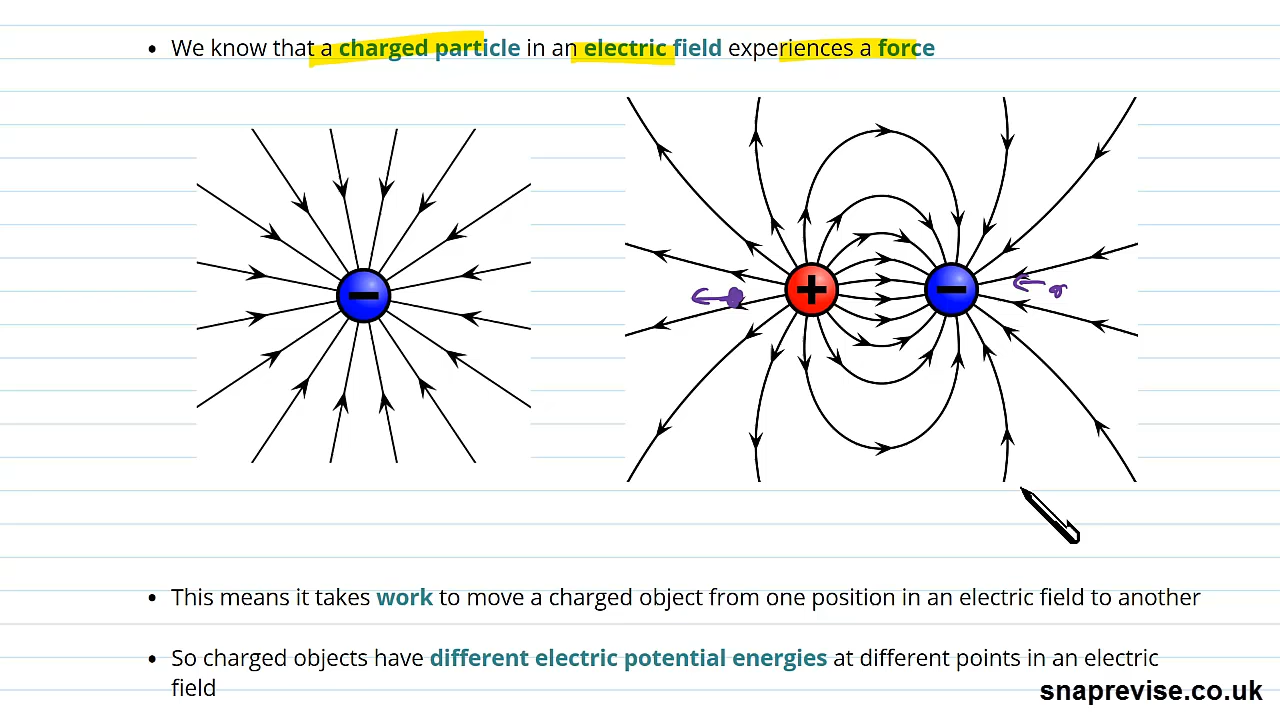 • We know that a charged particle in an electric field experiences a force
+
• This means it takes work to move a charged object from one position in an electric field to another
• So charged objects have different electric potential energies at different points in an electric
field
snaprevise.co.uk